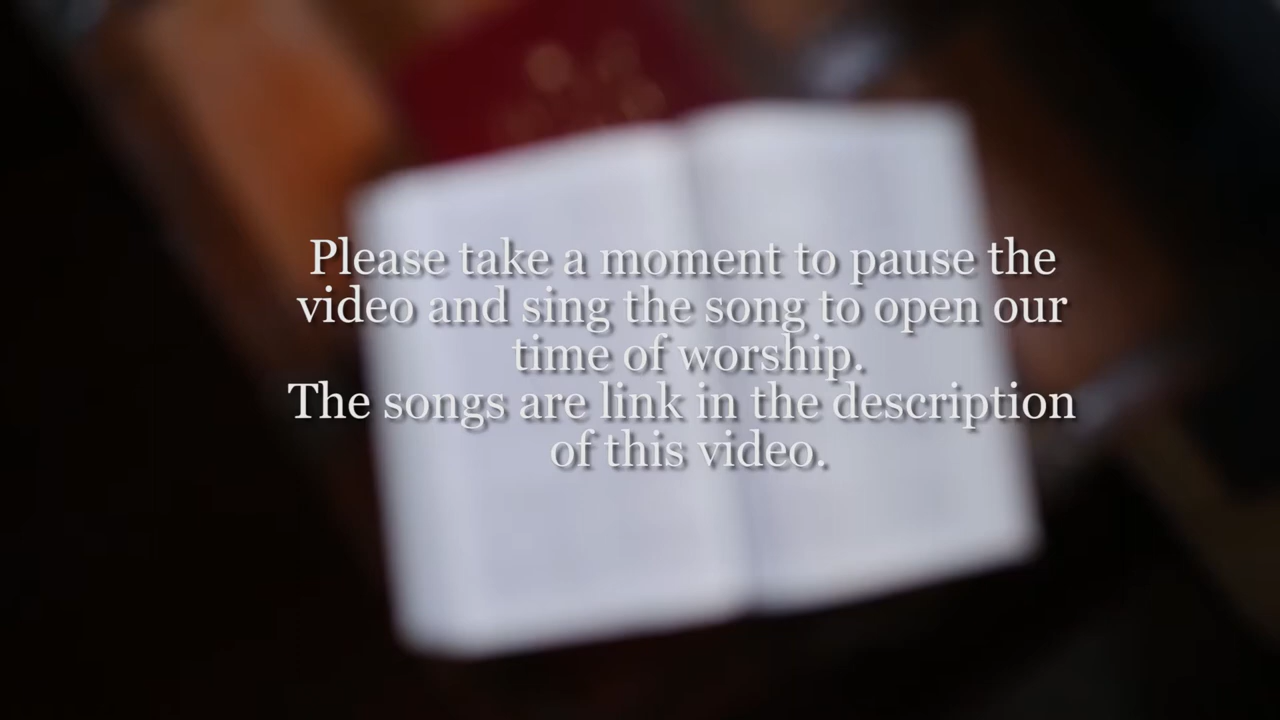 Please take a moment to pause the
video and sing the song to open our
time of worship.
The songs are link in the description
of this video.